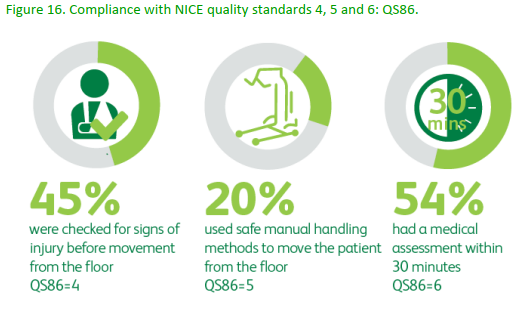 Figure 16. Compliance with NICE quality standards 4, 5 and 6: QS86.
30
mins
45%
were checked for signs of
injury before movement
from the floor
QS86=4
20%
used safe manual handling
methods to move the patient
from the floor
QS86=5
54%
had a medical
assessment within
30 minutes
QS86=6